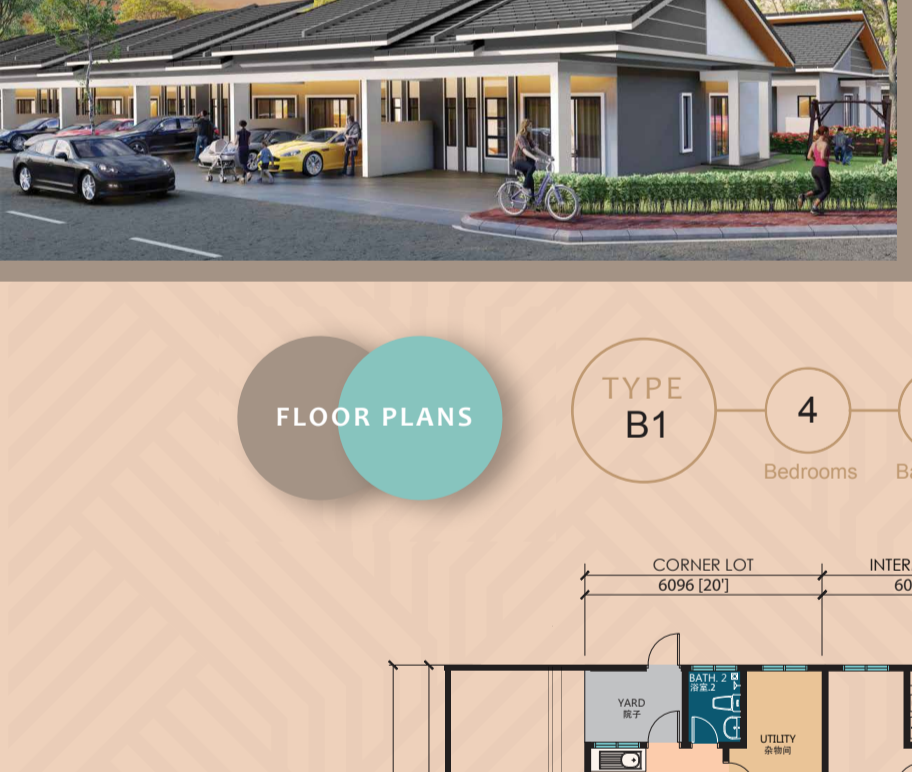 FLOOR PLANS
TYPE
B1
4
Bedrooms
CORNER LOT
6096 [20']
YARD
院子
BATH. 2
浴室.2
UTILITY
杂物间